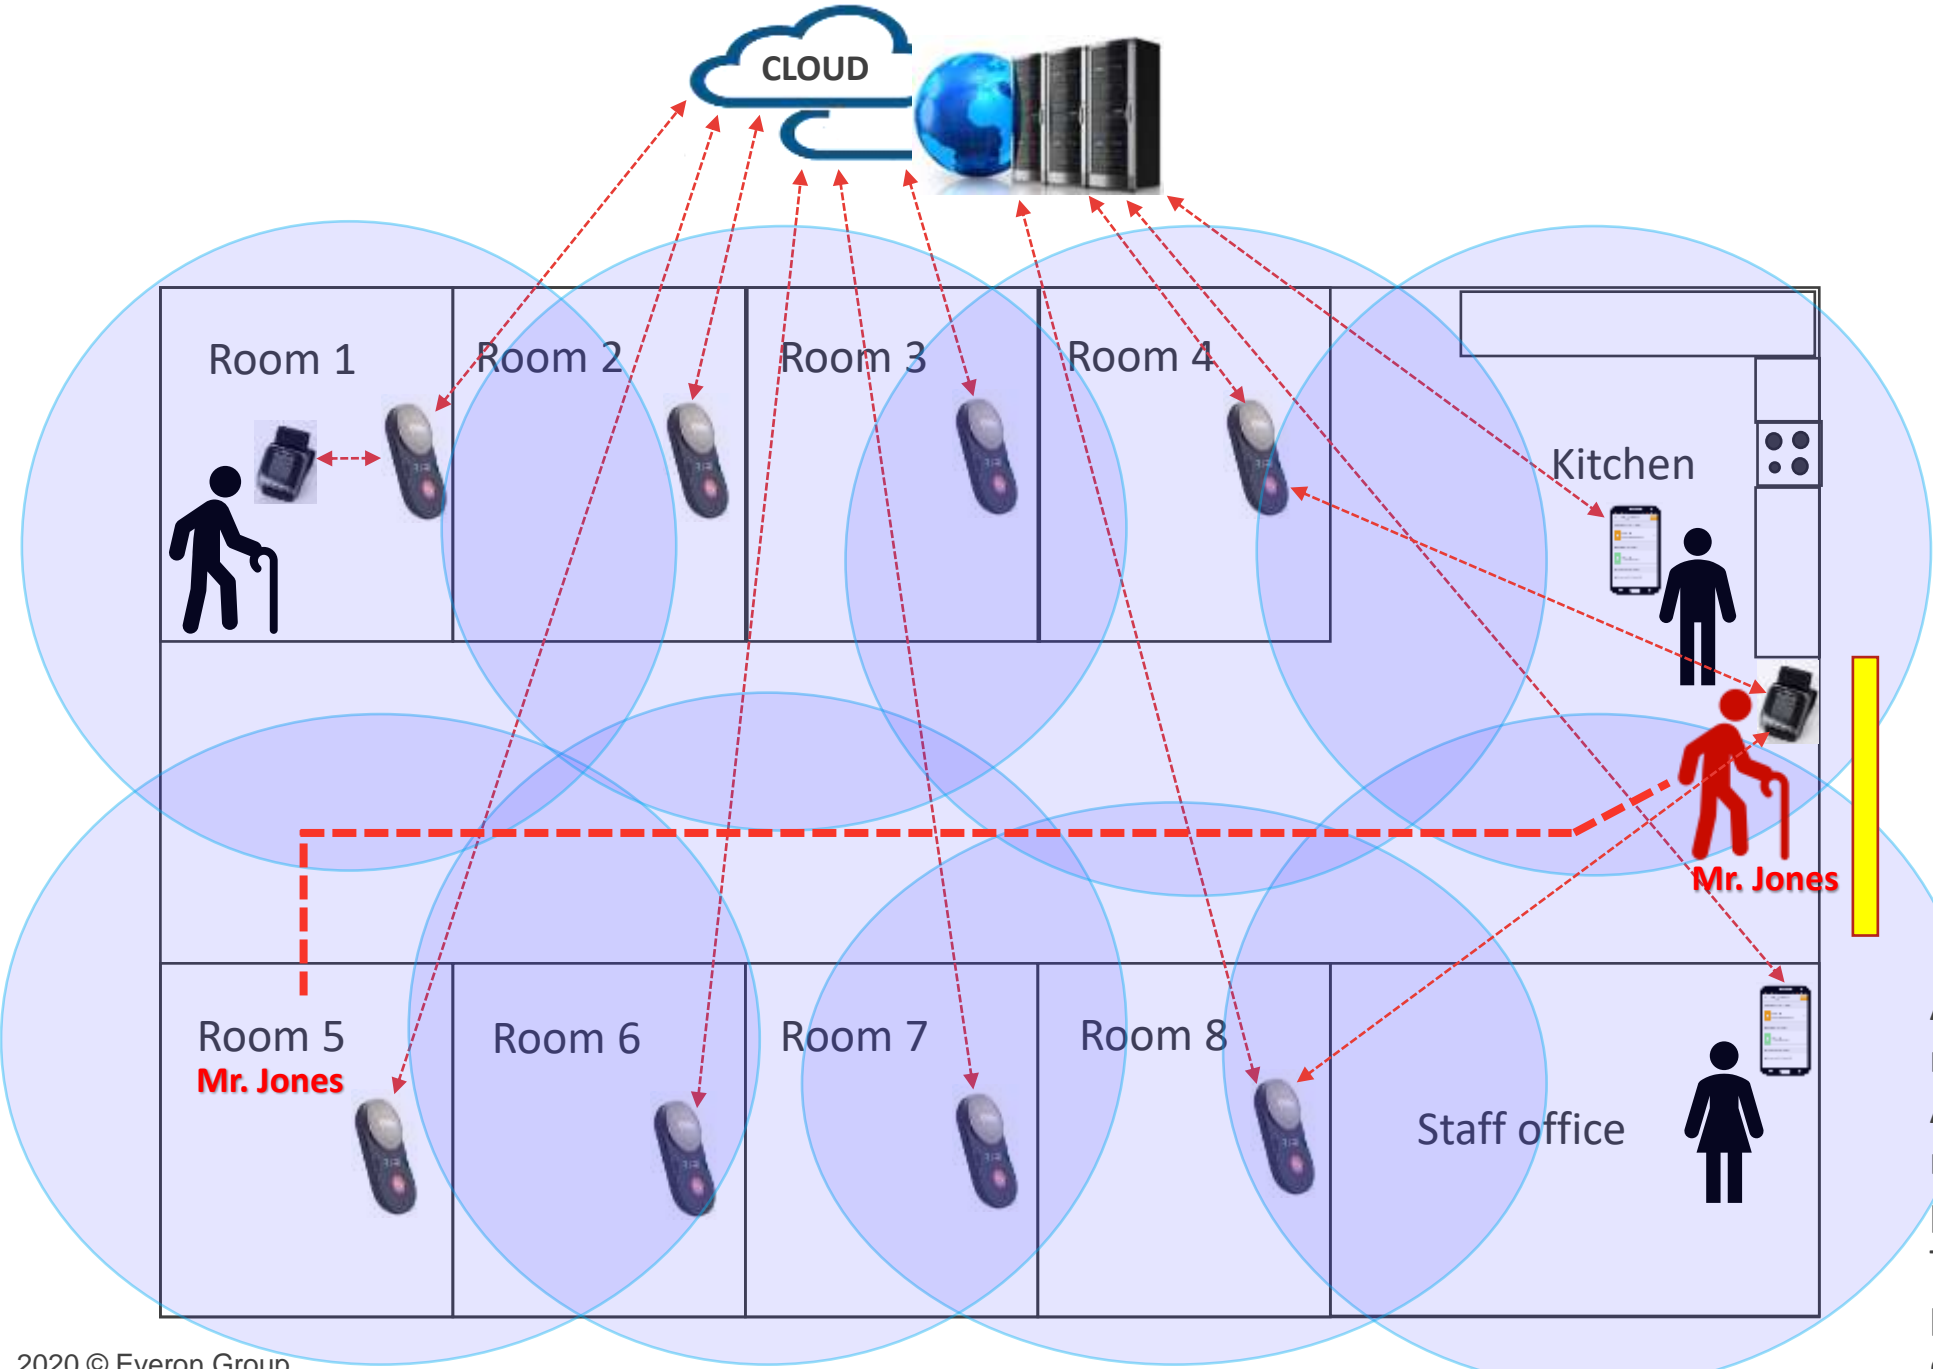 CLOUD
Room 1
Room 2
Room 3
Room 4
Kitchen
Mr. Jones
Room 5
Mr. Jones
Room 6
Room 7
Room 8
Staff office
2020 © Everon Group